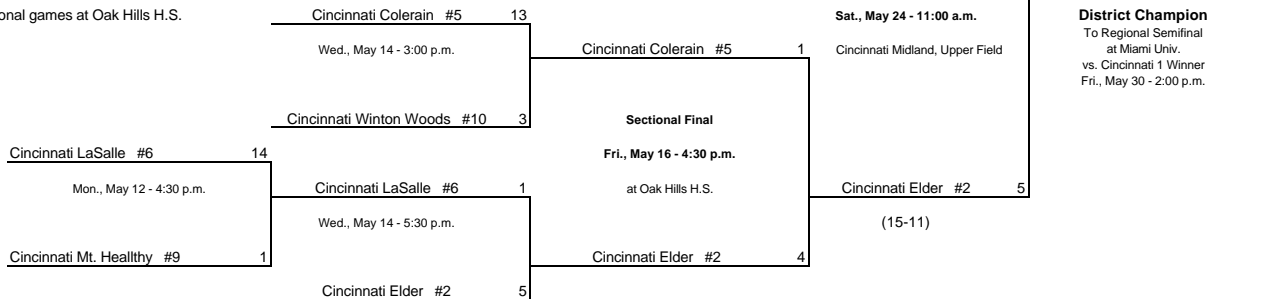 onal games at Oak Hills H.S.
Cincinnati Colerain #5 13
Sat., May 24 - 11:00 a.m.
District Champion
To Regional Semifinal
Wed., May 14 - 3:00 p.m.
Cincinnati Colerain #5 1
Cincinnati Midland, Upper Field
at Miami Univ.
vs. Cincinnati 1 Winner
Fri., May 30 - 2:00 p.m.
Cincinnati Winton Woods #10 3
Sectional Final
Cincinnati LaSalle #6 14
Fri., May 16 - 4:30 p.m.
Mon., May 12 - 4:30 p.m.
Cincinnati LaSalle #6 1
at Oak Hills H.S.
Cincinnati Elder #2 5
Wed., May 14 - 5:30 p.m.
(15-11)
Cincinnati Mt. Heallthy #9 1
Cincinnati Elder #2 4
Cincinnati Elder #2 5